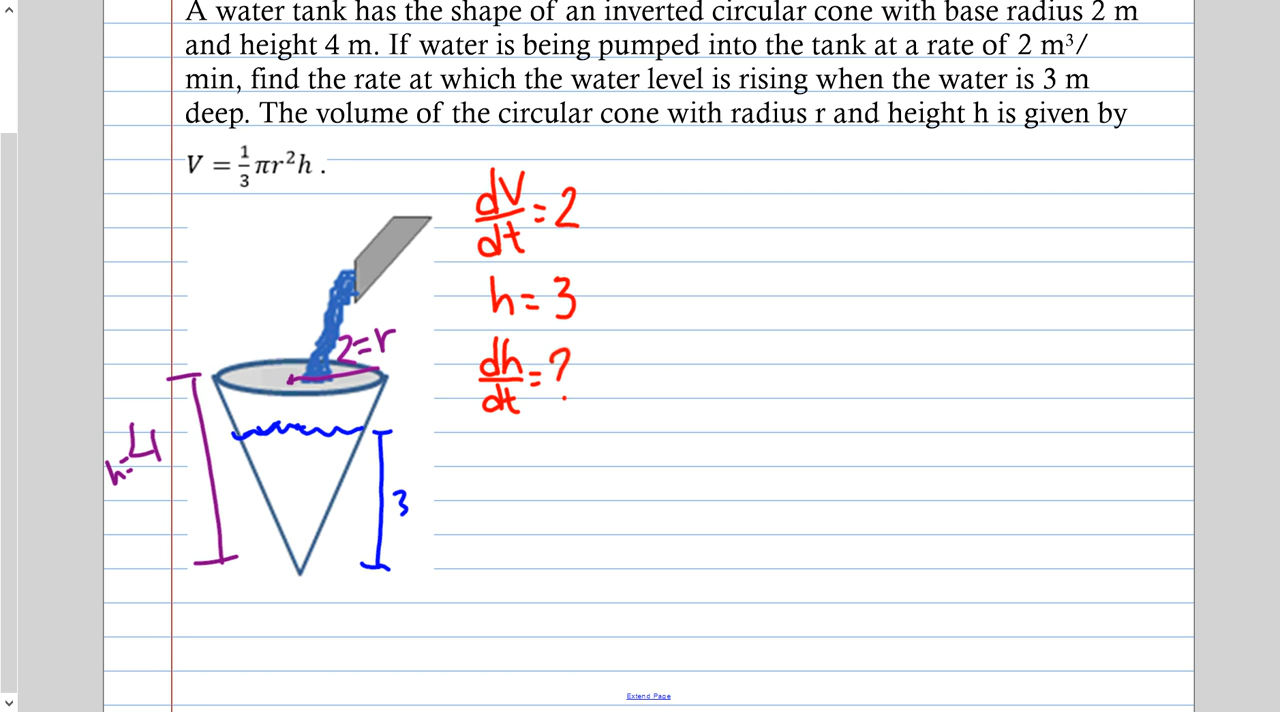 A water tank has the shape of an inverted circular cone with base radius 2 m
and height 4 m. If water is being pumped into the tank at a rate of 2 m³/
min, find the rate at which the water level is rising when the water is 3 m
deep. The volume of the circular cone with radius r and height h is given by
V = 1/3 πr²h .
dV/dt = 2
h = 3
dh/dt = ?
2=r
h=4
3
Extend Page